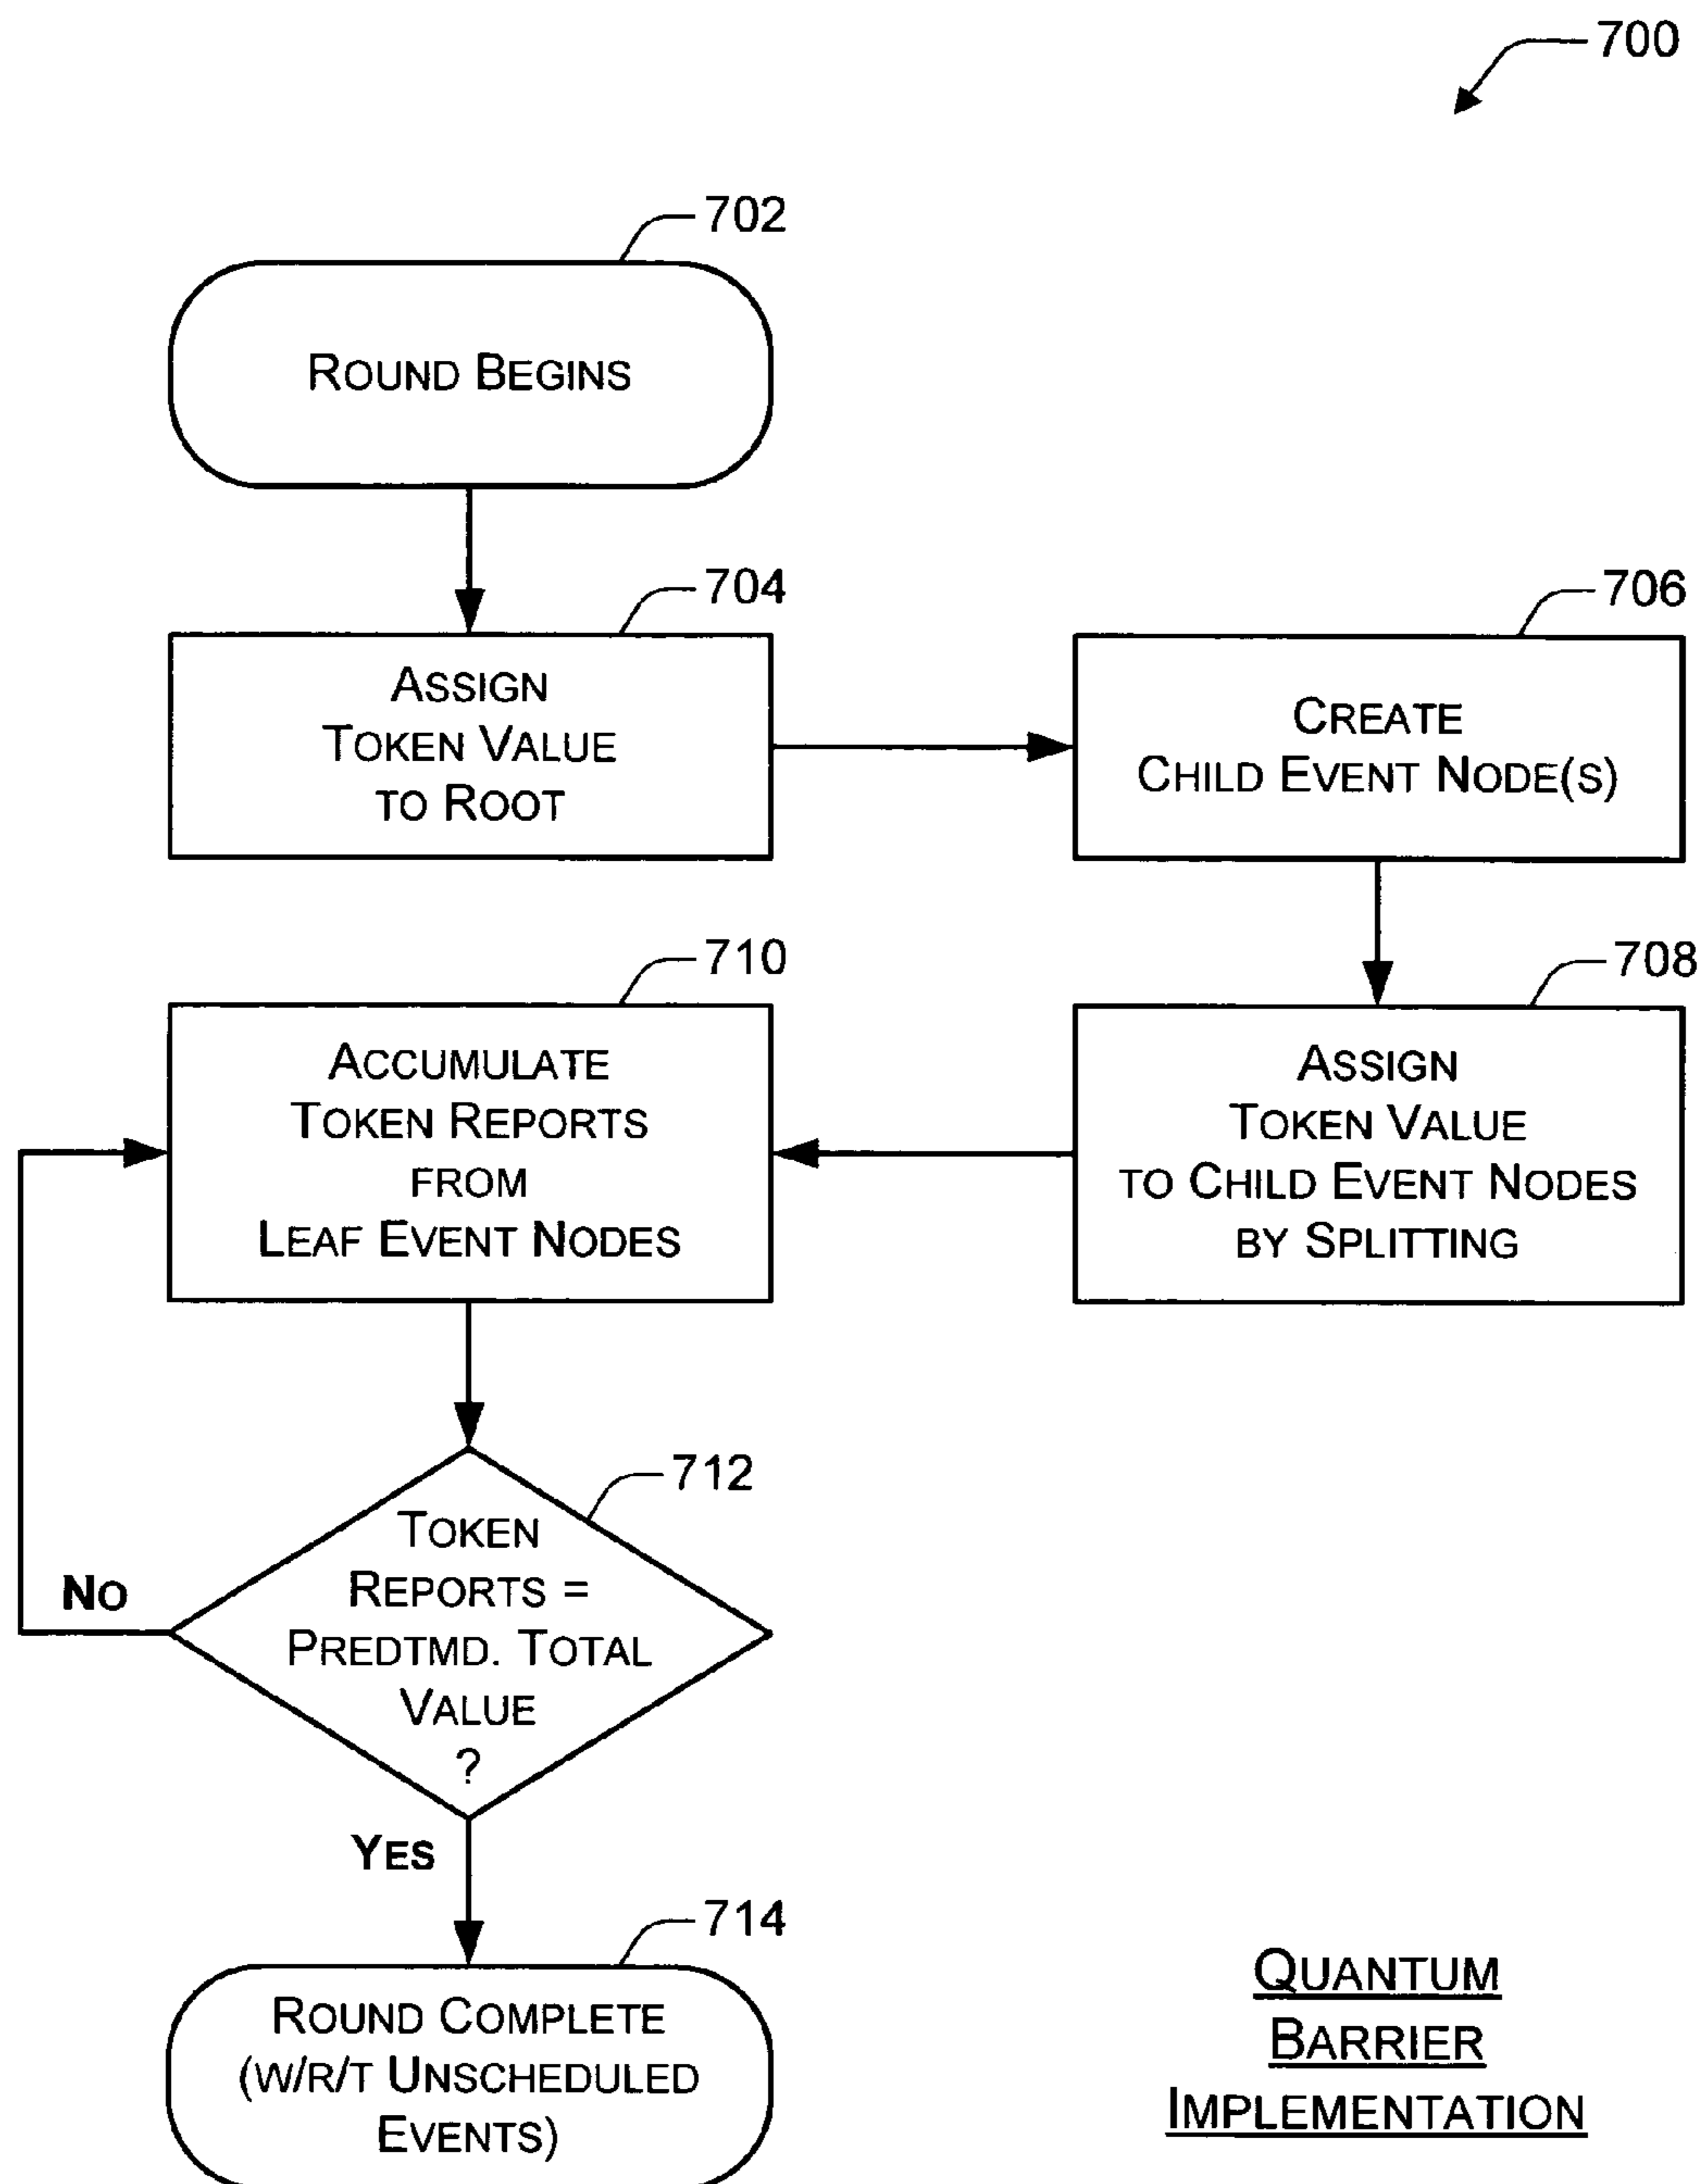 700
702
ROUND BEGINS
704
ASSIGN
TOKEN VALUE
TO ROOT
706
CREATE
CHILD EVENT NODE(S)
708
ASSIGN
TOKEN VALUE
TO CHILD EVENT NODES
BY SPLITTING
710
ACCUMULATE
TOKEN REPORTS
FROM
LEAF EVENT NODES
712
TOKEN
REPORTS =
PREDTMD. TOTAL
VALUE
?
NO
YES
714
ROUND COMPLETE
(W/R/T UNSCHEDULED
EVENTS)
QUANTUM
BARRIER
IMPLEMENTATION